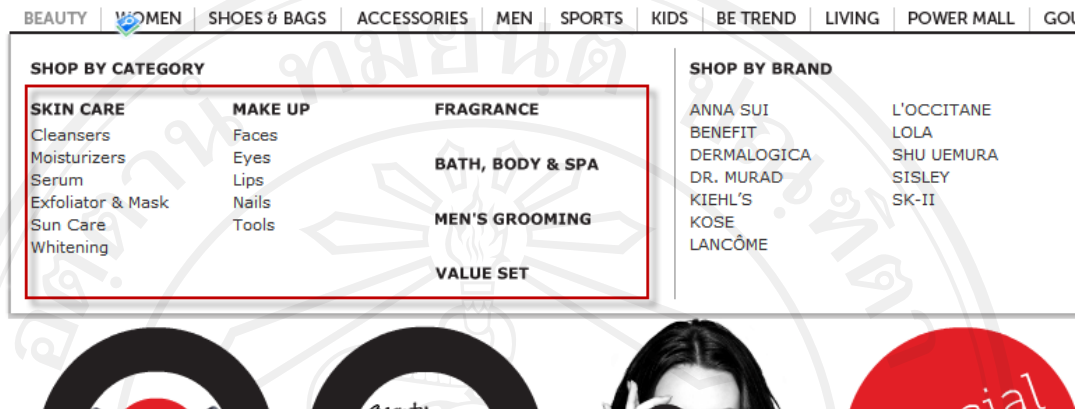 BEAUTY WOMEN SHOES & BAGS ACCESSORIES MEN SPORTS KIDS BE TREND LIVING POWER MALL
SHOP BY CATEGORY
SKIN CARE
Cleansers
Moisturizers
Serum
Exfoliator & Mask
Sun Care
Whitening
MAKE UP
Faces
Eyes
Lips
Nails
Tools
FRAGRANCE
BATH, BODY & SPA
MEN'S GROOMING
VALUE SET
SHOP BY BRAND
ANNA SUI
BENEFIT
DERMALOGICA
DR. MURAD
KIEHL'S
KOSE
LANCÔME
L'OCCITANE
LOLA
SHU UEMURA
SISLEY
SK-II